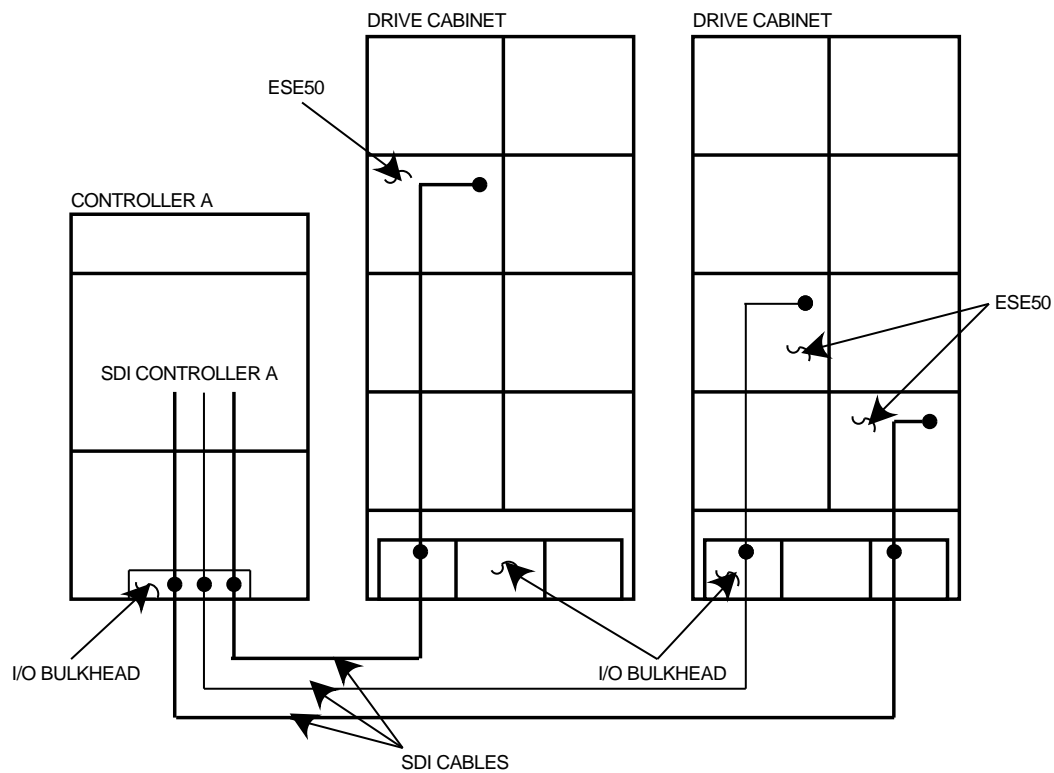 DRIVE CABINET
DRIVE CABINET
ESE50
CONTROLLER A
ESE50
SDI CONTROLLER A
I/O BULKHEAD
I/O BULKHEAD
SDI CABLES